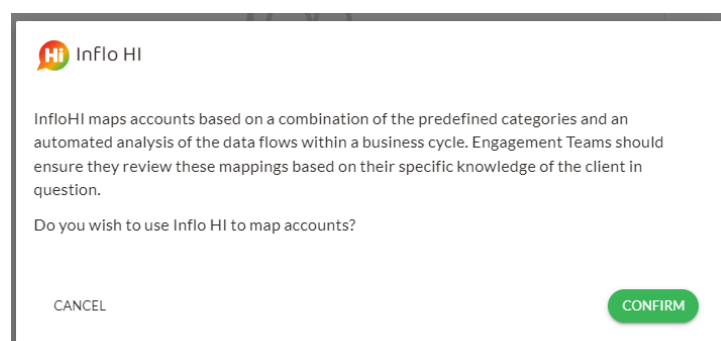 Hi Inflo HI
InfloHI maps accounts based on a combination of the predefined categories and an
automated analysis of the data flows within a business cycle. Engagement Teams should
ensure they review these mappings based on their specific knowledge of the client in
question.
Do you wish to use Inflo HI to map accounts?
CANCEL CONFIRM